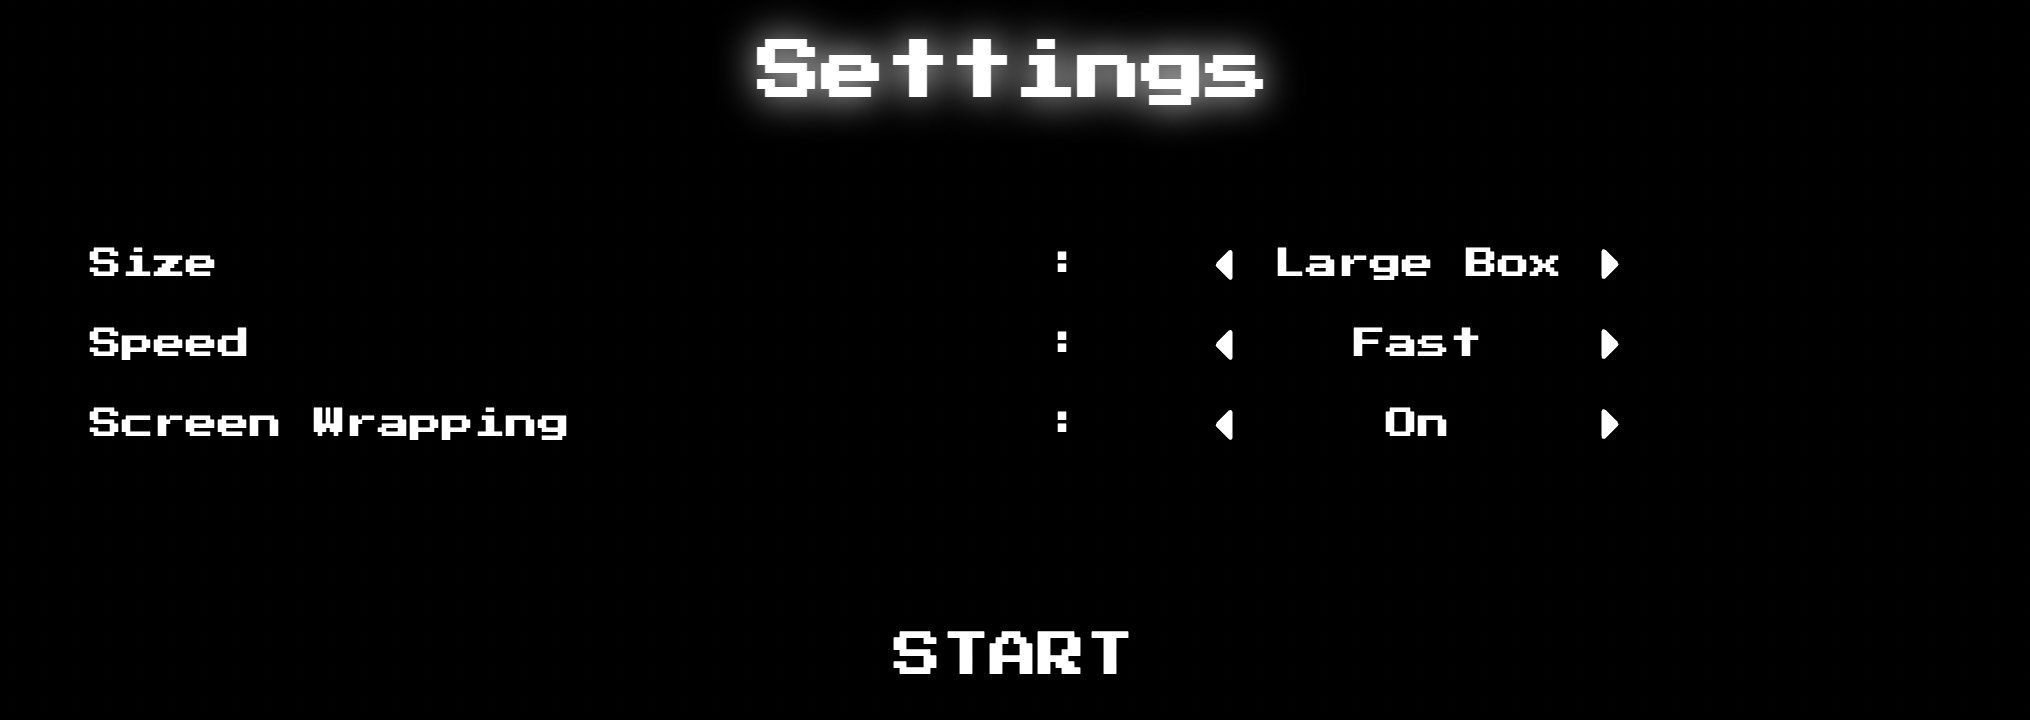 Settings
Size : Large Box
Speed : Fast
Screen Wrapping : On
START